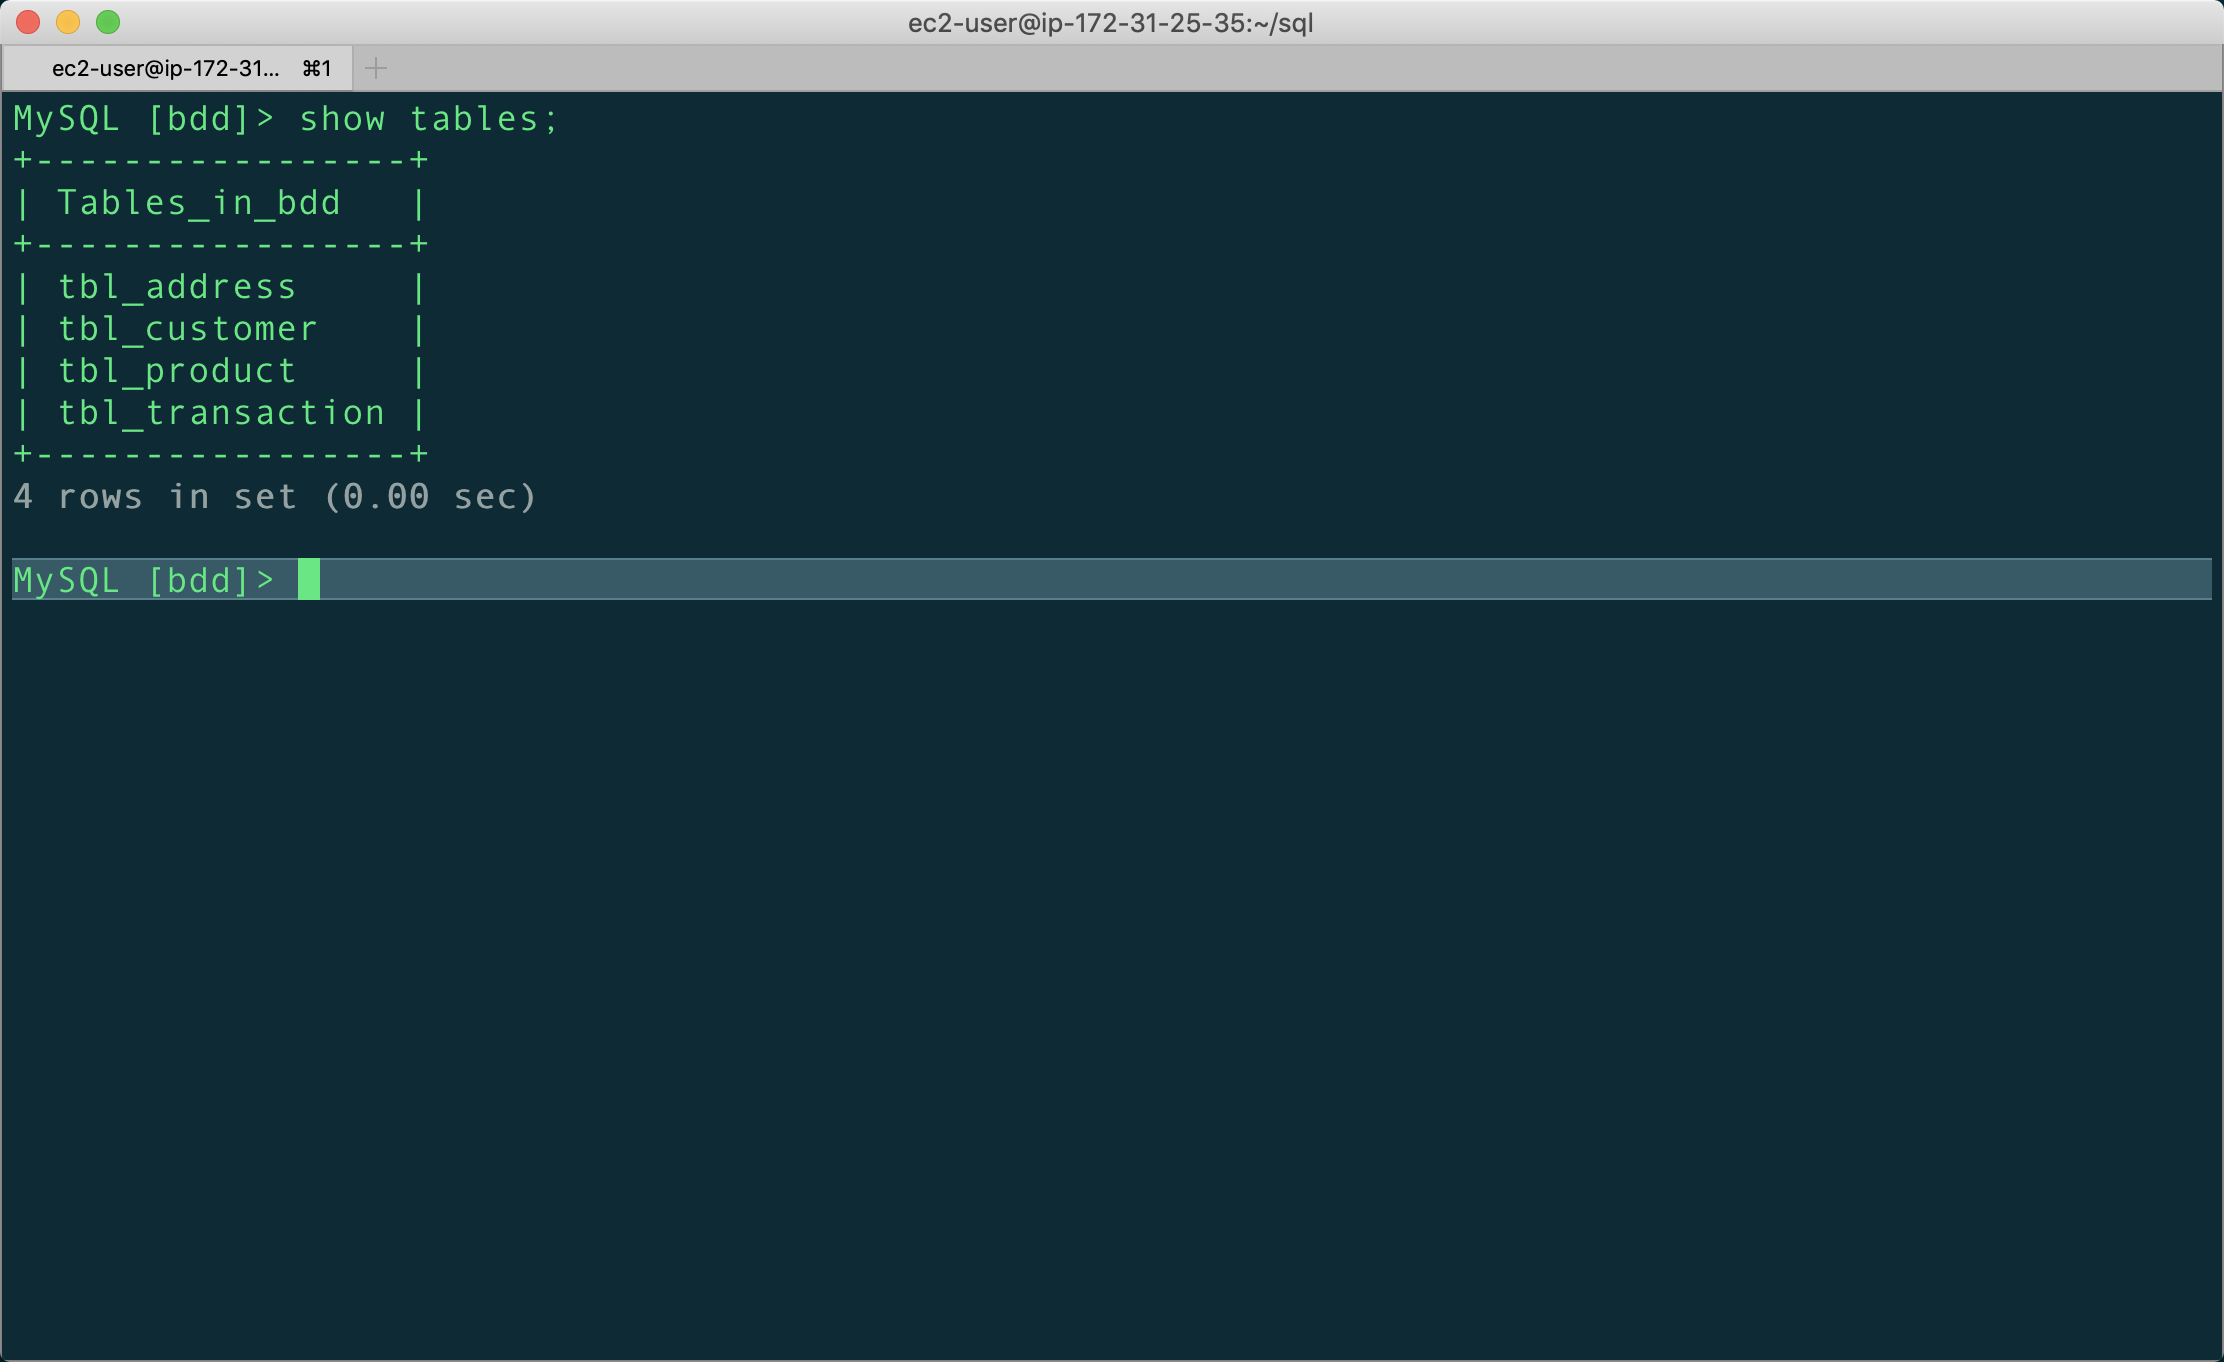 ec2-user@ip-172-31-25-35:~/sql
ec2-user@ip-172-31... ⌘1 +
MySQL [bdd]> show tables;
+-----------------+
| Tables_in_bdd   |
+-----------------+
| tbl_address     |
| tbl_customer    |
| tbl_product     |
| tbl_transaction |
+-----------------+
4 rows in set (0.00 sec)
MySQL [bdd]>